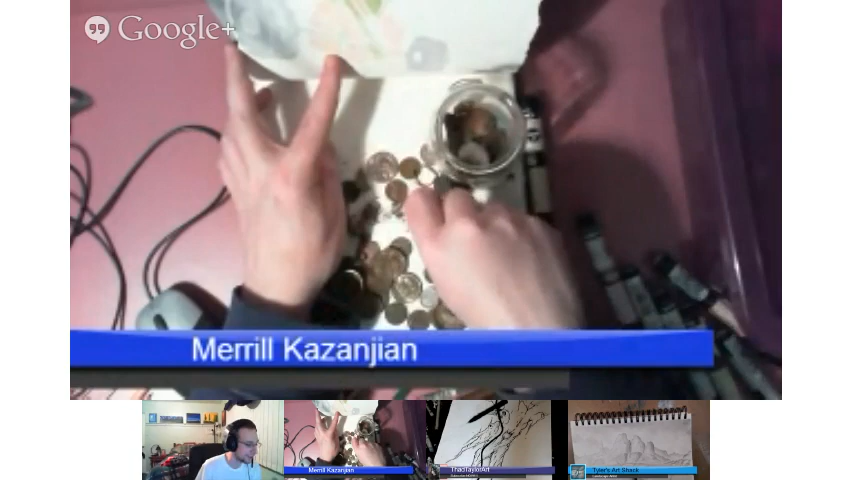 Google+
Merrill Kazanjian
Merrill Kazanjian
ThadTaylorArt
Tyler's Art Shack